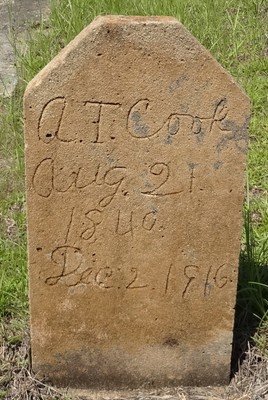 A.T. Cook
Aug. 21.
1840.
Dec. 2. 1916.